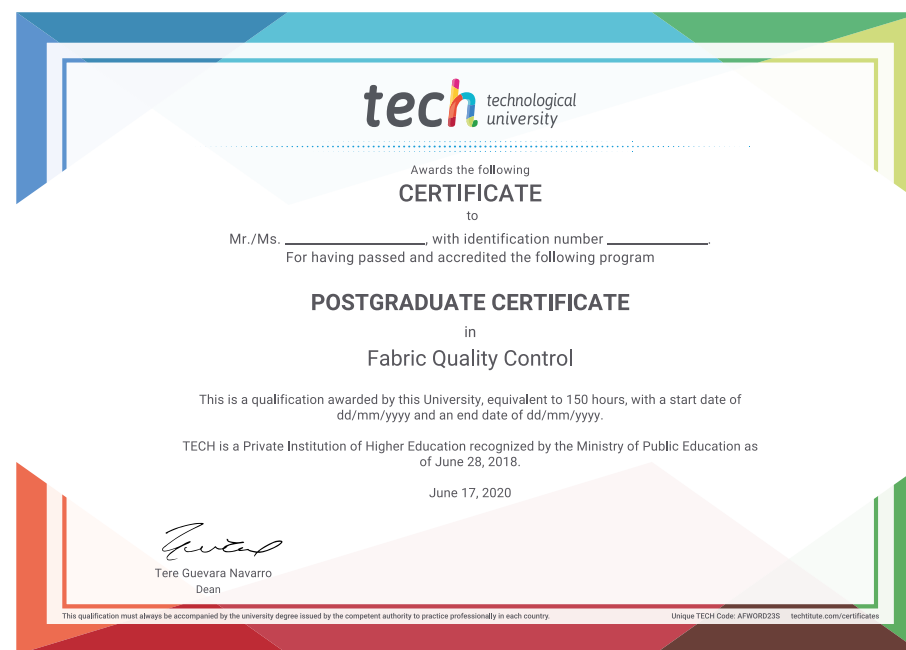 tech technological
university
Awards the following
CERTIFICATE
to
Mr./Ms. ____________________, with identification number ______________.
For having passed and accredited the following program
POSTGRADUATE CERTIFICATE
in
Fabric Quality Control
This is a qualification awarded by this University, equivalent to 150 hours, with a start date of
dd/mm/yyyy and an end date of dd/mm/yyyy.
TECH is a Private Institution of Higher Education recognized by the Ministry of Public Education as
of June 28, 2018.
June 17, 2020
Tere Guevara Navarro
Dean
This qualification must always be accompanied by the university degree issued by the competent authority to practice professionally in each country. Unique TECH Code: AFWORD23S techtitute.com/certificates